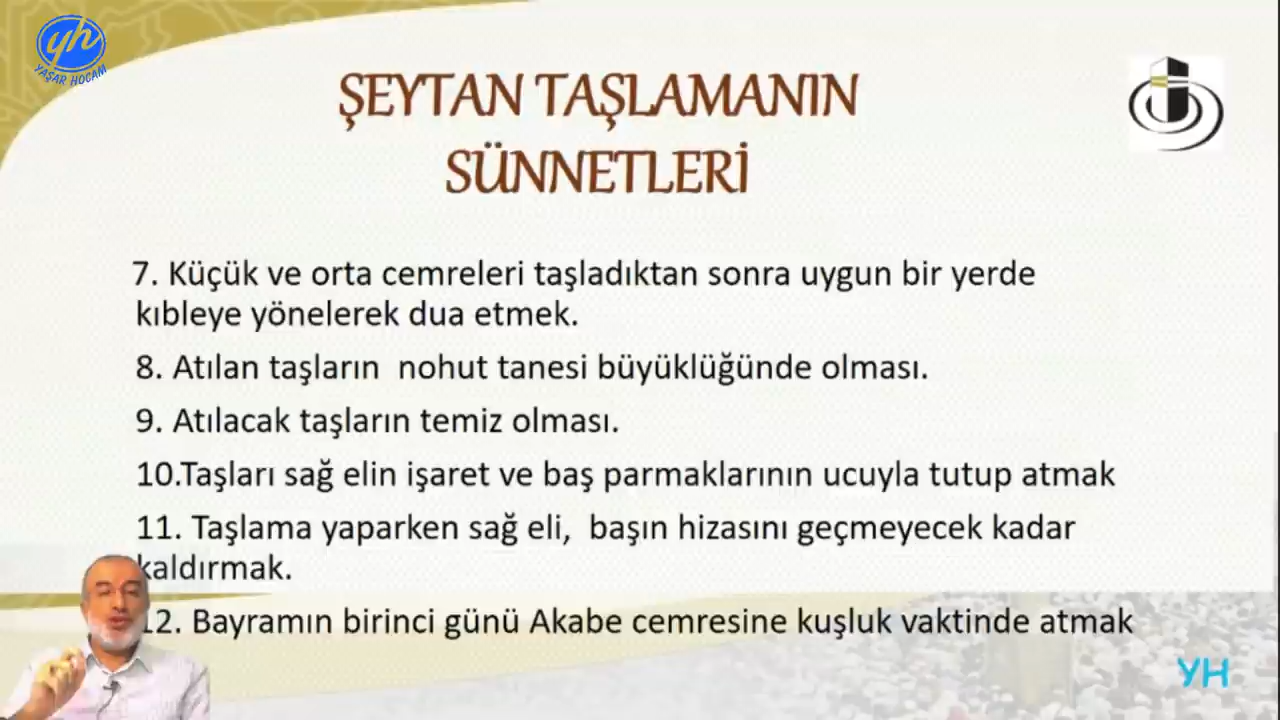 yh
YAŞAR HOCAM
ŞEYTAN TAŞLAMANIN
SÜNNETLERİ
7. Küçük ve orta cemreleri taşladıktan sonra uygun bir yerde
kıbleye yönelerek dua etmek.
8. Atılan taşların nohut tanesi büyüklüğünde olması.
9. Atılacak taşların temiz olması.
10.Taşları sağ elin işaret ve baş parmaklarının ucuyla tutup atmak
11. Taşlama yaparken sağ eli, başın hizasını geçmeyecek kadar
kaldırmak.
12. Bayramın birinci günü Akabe cemresine kuşluk vaktinde atmak
YH